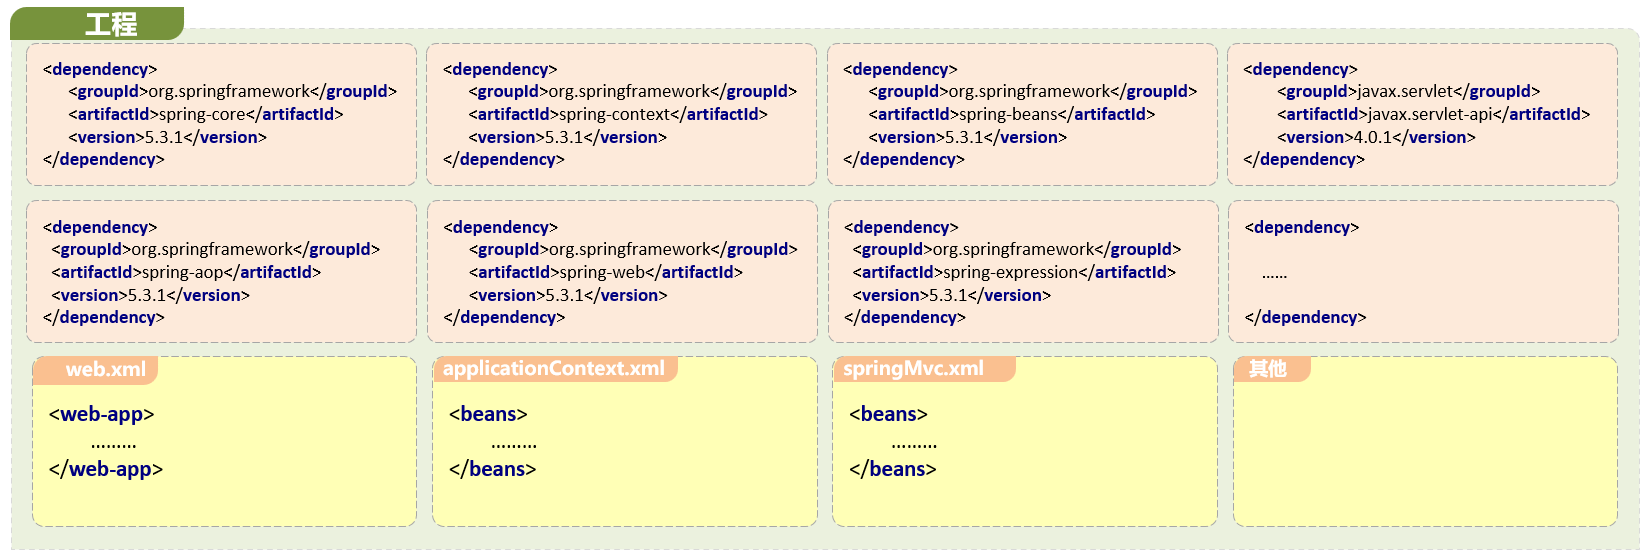 工程
<dependency>
<groupId>org.springframework</groupId>
<artifactId>spring-core</artifactId>
<version>5.3.1</version>
</dependency>
<dependency>
<groupId>org.springframework</groupId>
<artifactId>spring-context</artifactId>
<version>5.3.1</version>
</dependency>
<dependency>
<groupId>org.springframework</groupId>
<artifactId>spring-beans</artifactId>
<version>5.3.1</version>
</dependency>
<dependency>
<groupId>javax.servlet</groupId>
<artifactId>javax.servlet-api</artifactId>
<version>4.0.1</version>
</dependency>
<dependency>
<groupId>org.springframework</groupId>
<artifactId>spring-aop</artifactId>
<version>5.3.1</version>
</dependency>
<dependency>
<groupId>org.springframework</groupId>
<artifactId>spring-web</artifactId>
<version>5.3.1</version>
</dependency>
<dependency>
<groupId>org.springframework</groupId>
<artifactId>spring-expression</artifactId>
<version>5.3.1</version>
</dependency>
<dependency>
......
</dependency>
web.xml
<web-app>
.........
</web-app>
applicationContext.xml
<beans>
.........
</beans>
springMvc.xml
<beans>
.........
</beans>
其他